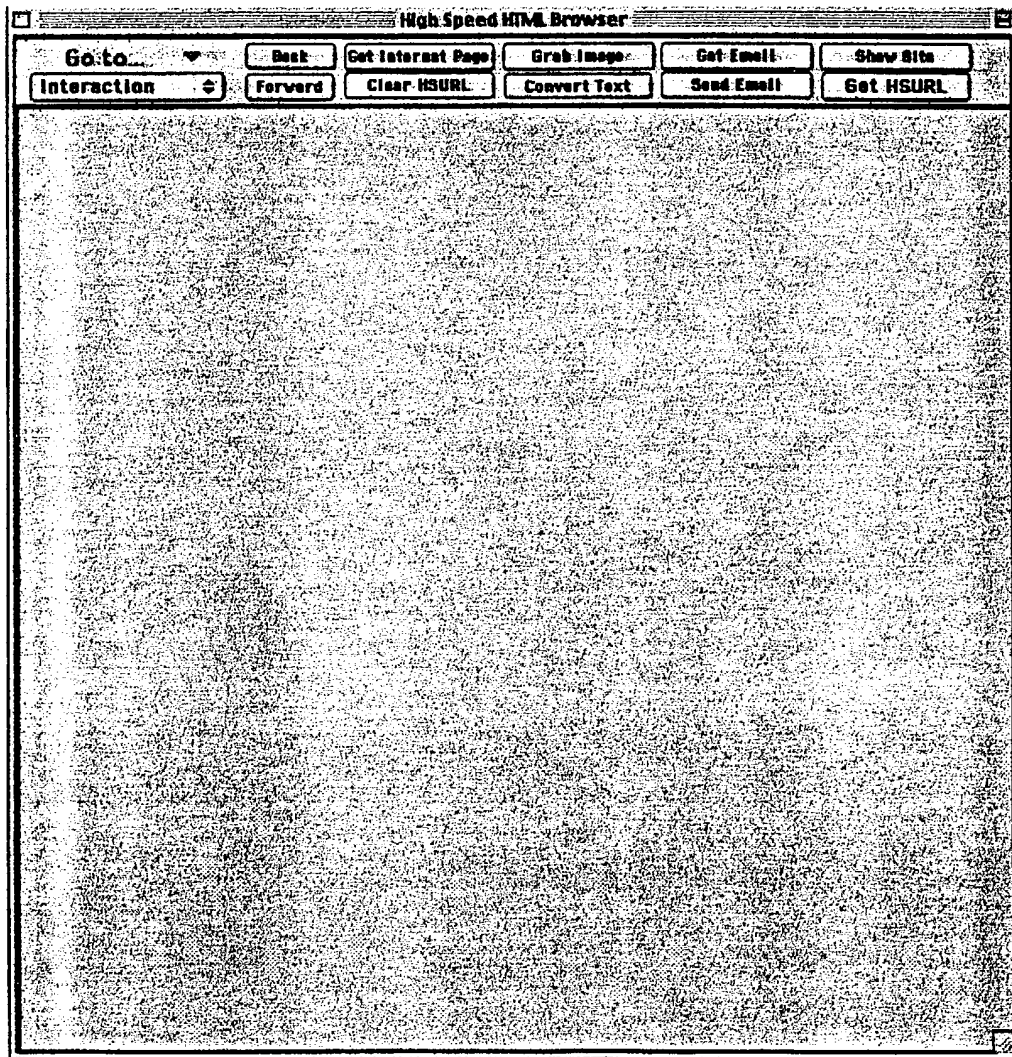 High Speed HTML Browser
Go to... Back Get Internet Page Grab Image Get Email Show Site
Interaction Forward Clear HSURL Convert Text Send Email Get HSURL